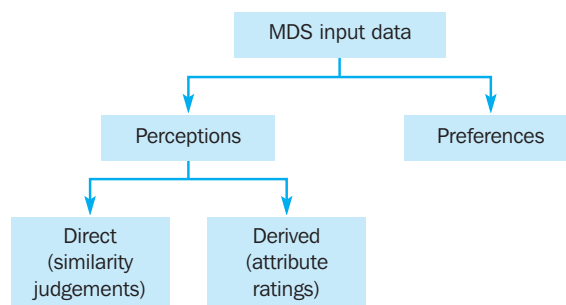 MDS input data
Perceptions
Preferences
Direct
(similarity
judgements)
Derived
(attribute
ratings)